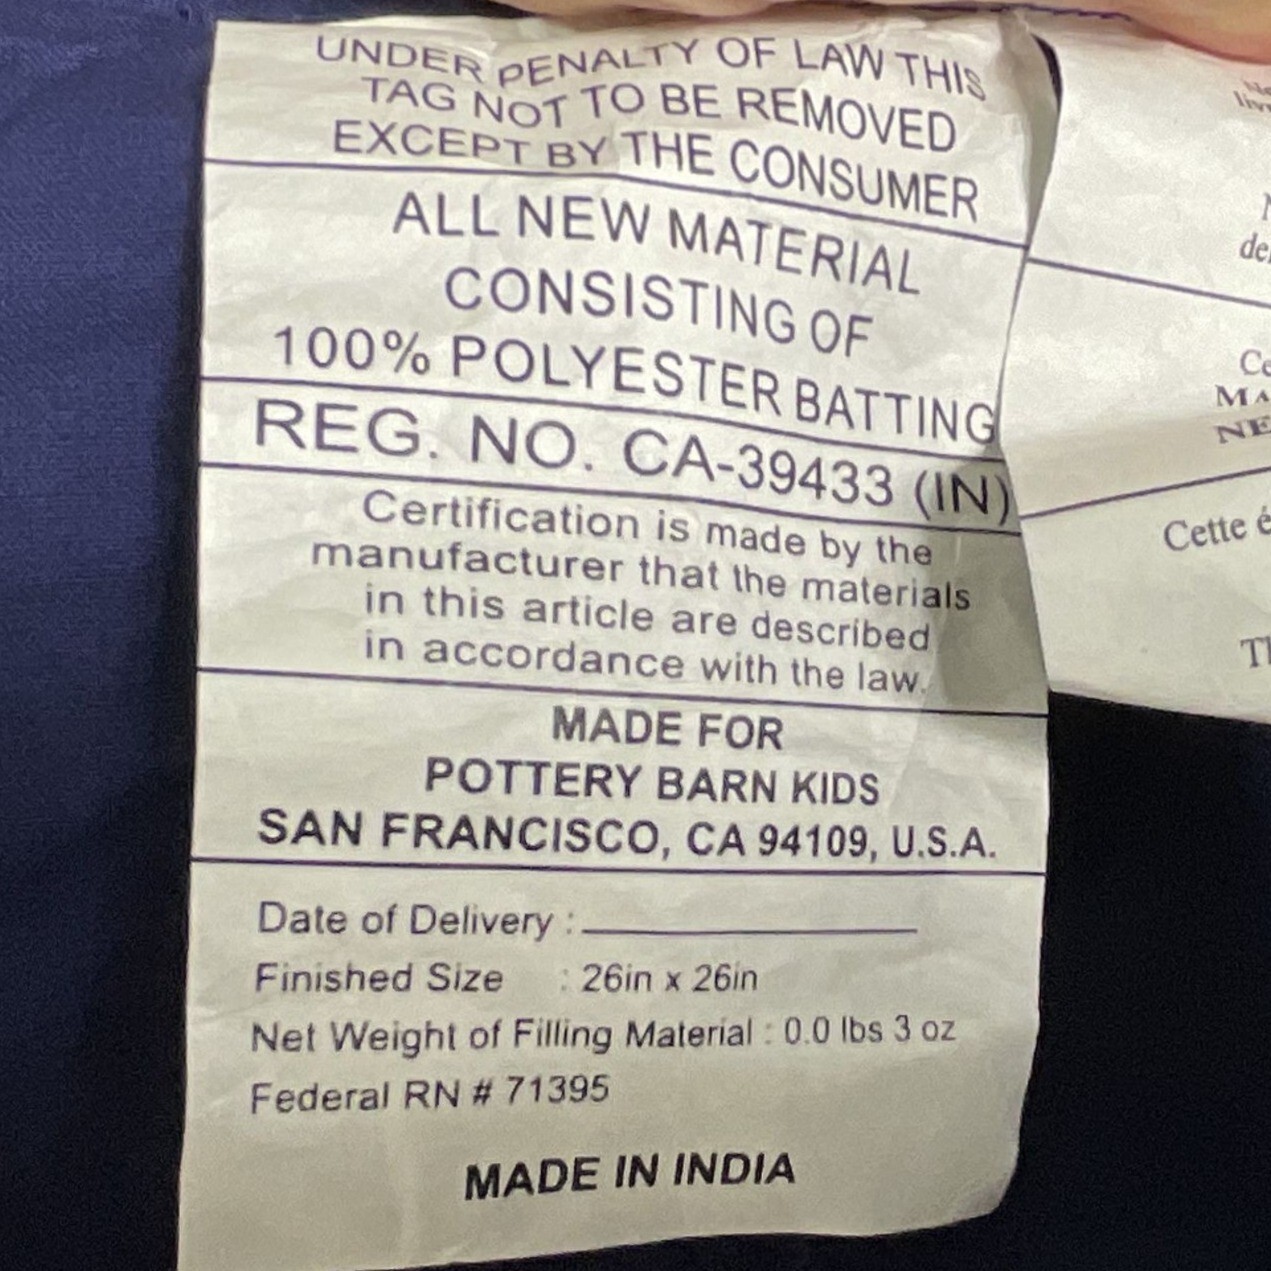 UNDER PENALTY OF LAW THIS
TAG NOT TO BE REMOVED
EXCEPT BY THE CONSUMER
ALL NEW MATERIAL
CONSISTING OF
100% POLYESTER BATTING
REG. NO. CA-39433 (IN)
Certification is made by the
manufacturer that the materials
in this article are described
in accordance with the law.
MADE FOR
POTTERY BARN KIDS
SAN FRANCISCO, CA 94109, U.S.A.
Date of Delivery :
Finished Size : 26in x 26in
Net Weight of Filling Material : 0.0 lbs 3 oz
Federal RN # 71395
MADE IN INDIA
Cette